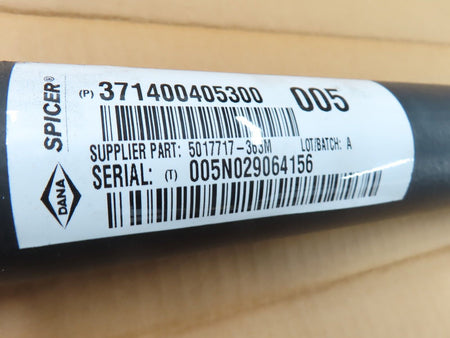 SPICER®
DANA
(P) 371400405300 005
SUPPLIER PART: 5017717-363M LOT/BATCH: A
SERIAL: (T) 005N029064156